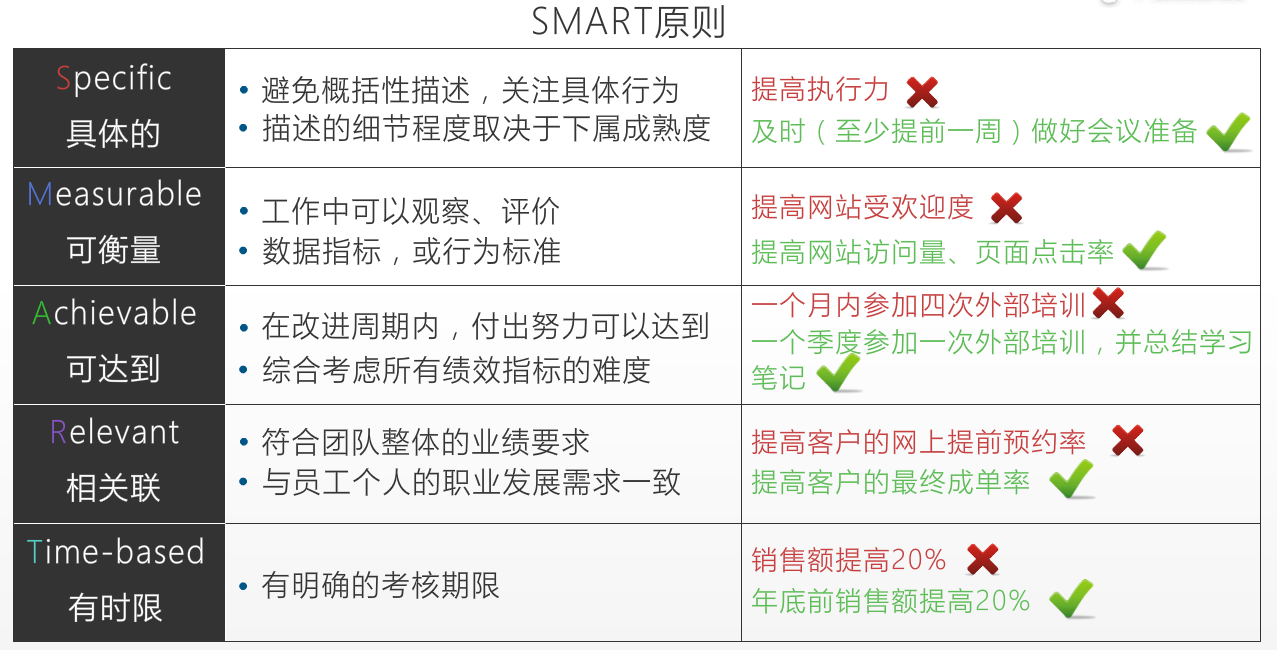 SMART原则
Specific
具体的
• 避免概括性描述，关注具体行为
• 描述的细节程度取决于下属成熟度
提高执行力
及时（至少提前一周）做好会议准备
Measurable
可衡量
• 工作中可以观察、评价
• 数据指标，或行为标准
提高网站受欢迎度
提高网站访问量、页面点击率
Achievable
可达到
• 在改进周期内，付出努力可以达到
• 综合考虑所有绩效指标的难度
一个月内参加四次外部培训
一个季度参加一次外部培训，并总结学习
笔记
Relevant
相关联
• 符合团队整体的业绩要求
• 与员工个人的职业发展需求一致
提高客户的网上提前预约率
提高客户的最终成单率
Time-based
有时限
• 有明确的考核期限
销售额提高20%
年底前销售额提高20%